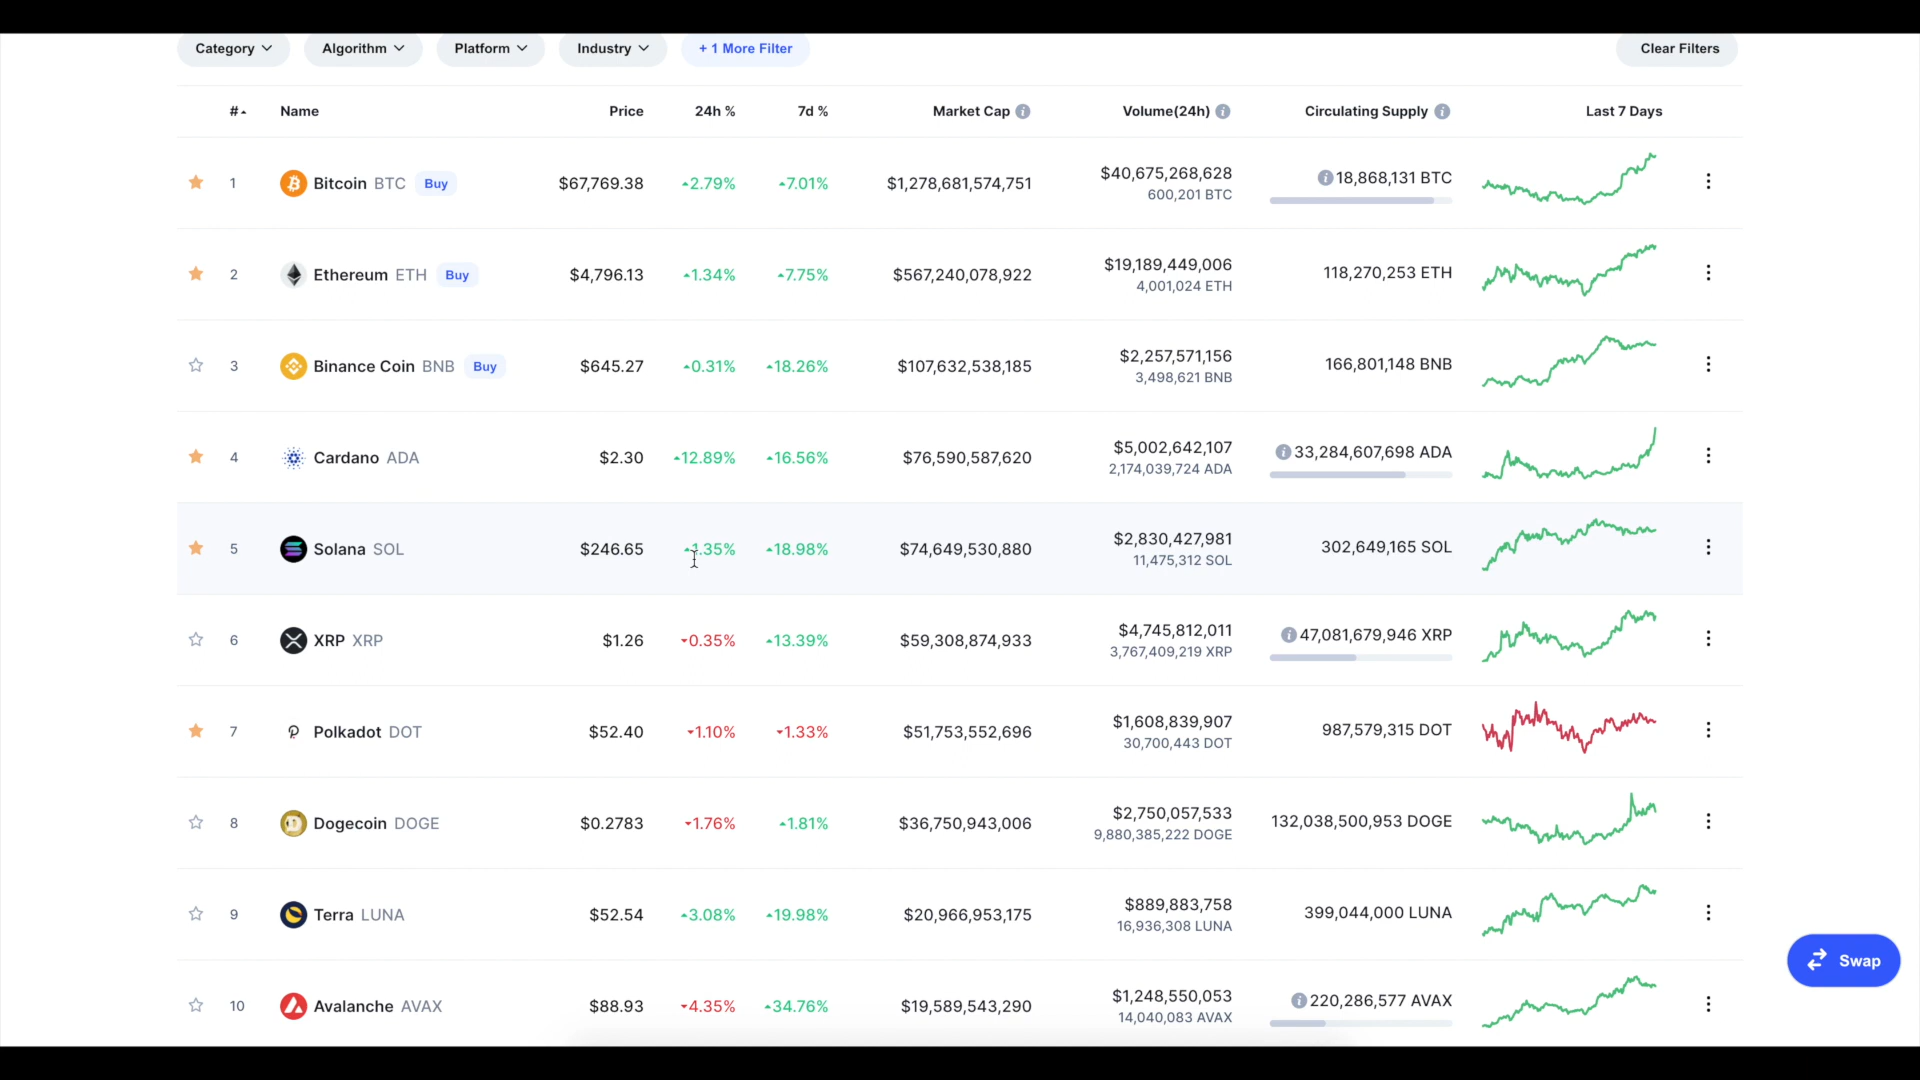 Category Algorithm Platform Industry + 1 More Filter Clear Filters
# Name Price 24h % 7d % Market Cap Volume(24h) Circulating Supply Last 7 Days
1 Bitcoin BTC Buy $67,769.38 2.79% 7.01% $1,278,681,574,751 $40,675,268,628 18,868,131 BTC
600,201 BTC
2 Ethereum ETH Buy $4,796.13 1.34% 7.75% $567,240,078,922 $19,189,449,006 118,270,253 ETH
4,001,024 ETH
3 Binance Coin BNB Buy $645.27 0.31% 18.26% $107,632,538,185 $2,257,571,156 166,801,148 BNB
3,498,621 BNB
4 Cardano ADA $2.30 12.89% 16.56% $76,590,587,620 $5,002,642,107 33,284,607,698 ADA
2,174,039,724 ADA
5 Solana SOL $246.65 1.35% 18.98% $74,649,530,880 $2,830,427,981 302,649,165 SOL
11,475,312 SOL
6 XRP XRP $1.26 0.35% 13.39% $59,308,874,933 $4,745,812,011 47,081,679,946 XRP
3,767,409,219 XRP
7 Polkadot DOT $52.40 1.10% 1.33% $51,753,552,696 $1,608,839,907 987,579,315 DOT
30,700,443 DOT
8 Dogecoin DOGE $0.2783 1.76% 1.81% $36,750,943,006 $2,750,057,533 132,038,500,953 DOGE
9,880,385,222 DOGE
9 Terra LUNA $52.54 3.08% 19.98% $20,966,953,175 $889,883,758 399,044,000 LUNA
16,936,308 LUNA
Swap
10 Avalanche AVAX $88.93 4.35% 34.76% $19,589,543,290 $1,248,550,053 220,286,577 AVAX
14,040,083 AVAX